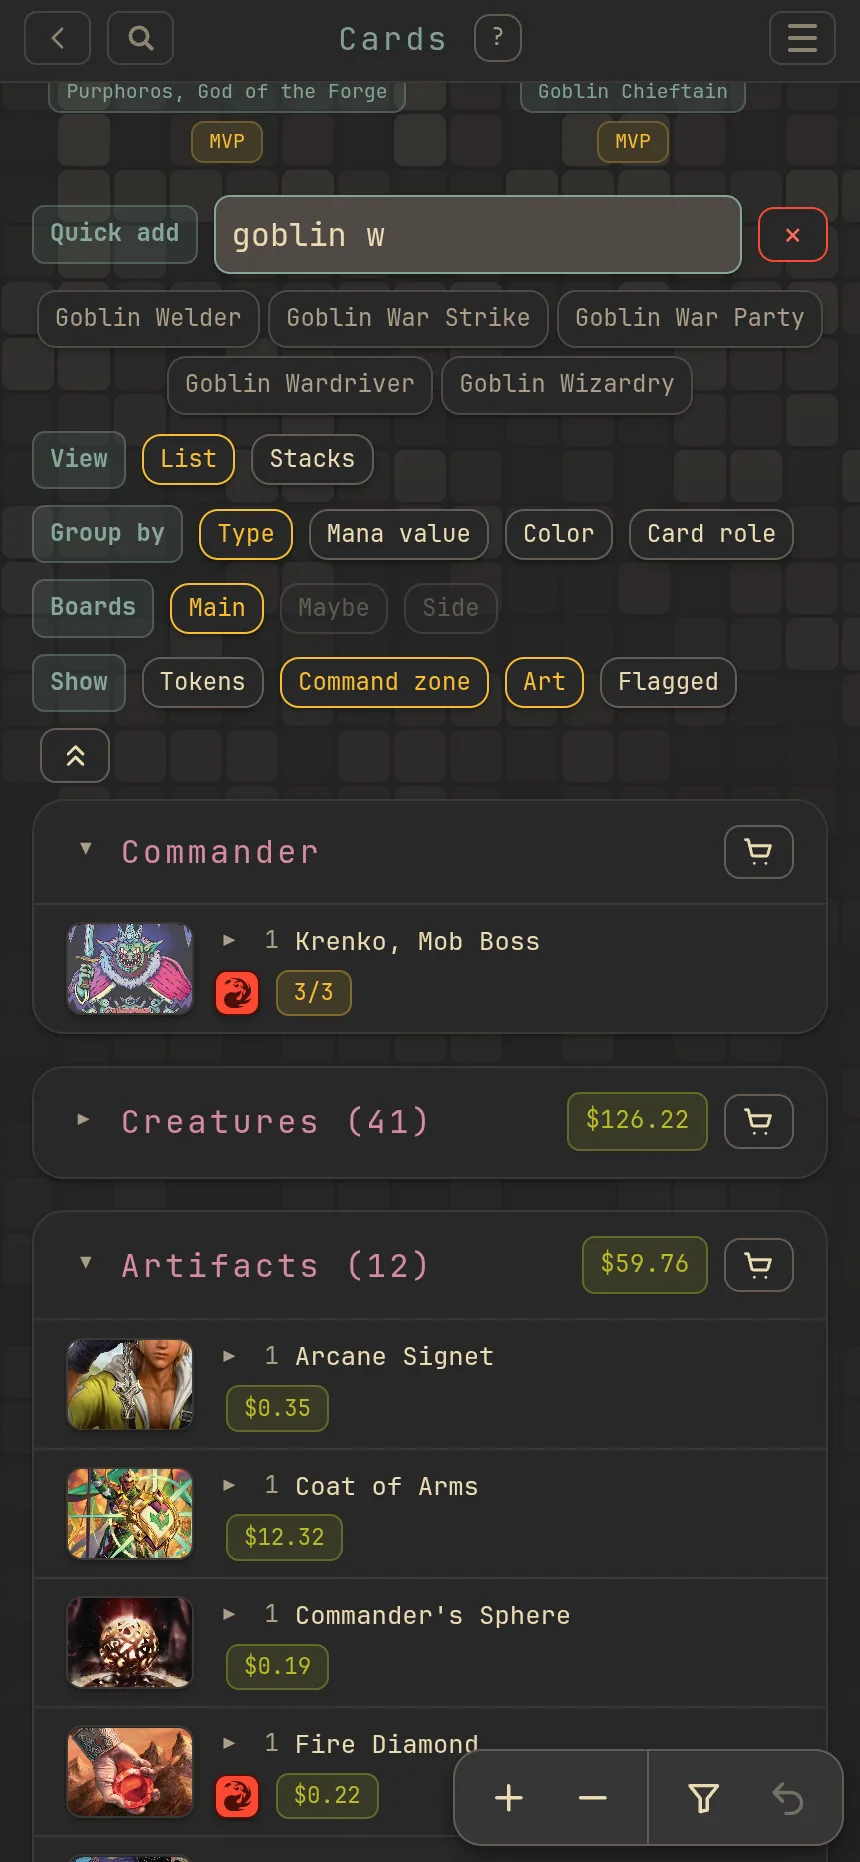 Cards ?
Purphoros, God of the Forge Goblin Chieftain
MVP MVP
Quick add goblin w ×
Goblin Welder Goblin War Strike Goblin War Party
Goblin Wardriver Goblin Wizardry
View List Stacks
Group by Type Mana value Color Card role
Boards Main Maybe Side
Show Tokens Command zone Art Flagged
Commander
1 Krenko, Mob Boss
3/3
Creatures (41) $126.22
Artifacts (12) $59.76
1 Arcane Signet
$0.35
1 Coat of Arms
$12.32
1 Commander's Sphere
$0.19
1 Fire Diamond
$0.22